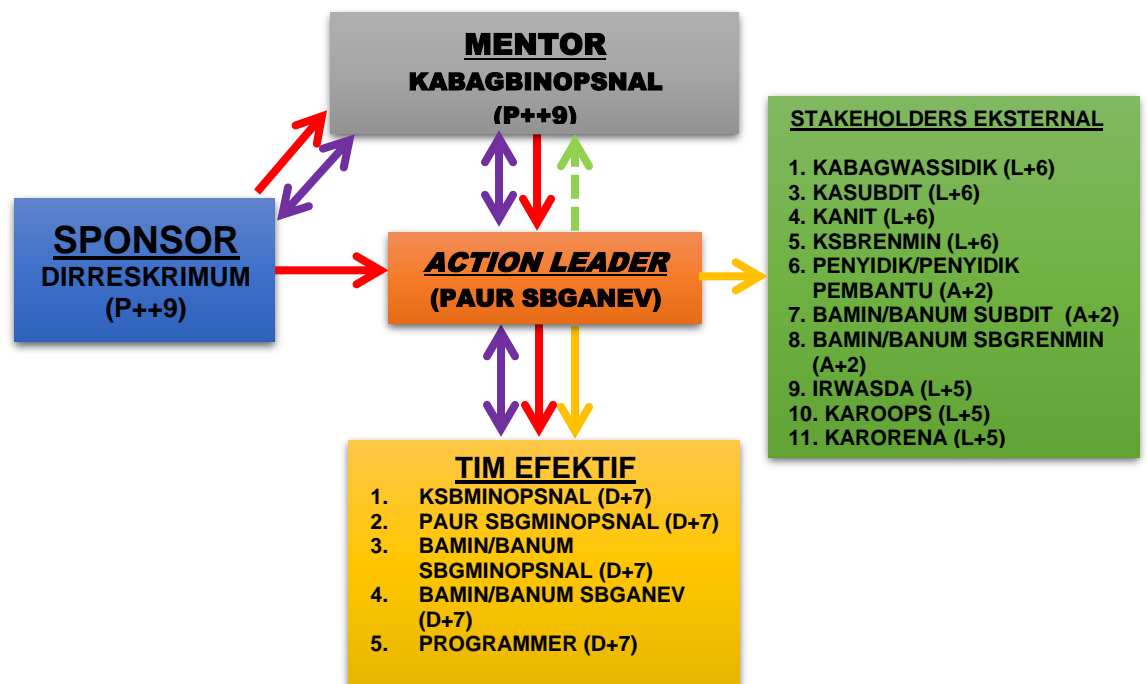 MENTOR
KABAGBINOPSNAL
(P++9)
SPONSOR
DIRRESKRIMUM
(P++9)
ACTION LEADER
(PAUR SBGANEV)
STAKEHOLDERS EKSTERNAL
1. KABAGWASSIDIK (L+6)
3. KASUBDIT (L+6)
4. KANIT (L+6)
5. KSBRENMIN (L+6)
6. PENYIDIK/PENYIDIK
PEMBANTU (A+2)
7. BAMIN/BANUM SUBDIT (A+2)
8. BAMIN/BANUM SBGRENMIN
(A+2)
9. IRWASDA (L+5)
10. KAROOPS (L+5)
11. KARORENA (L+5)
TIM EFEKTIF
1. KSBMINOPSNAL (D+7)
2. PAUR SBGMINOPSNAL (D+7)
3. BAMIN/BANUM
SBGMINOPSNAL (D+7)
4. BAMIN/BANUM SBGANEV
(D+7)
5. PROGRAMMER (D+7)